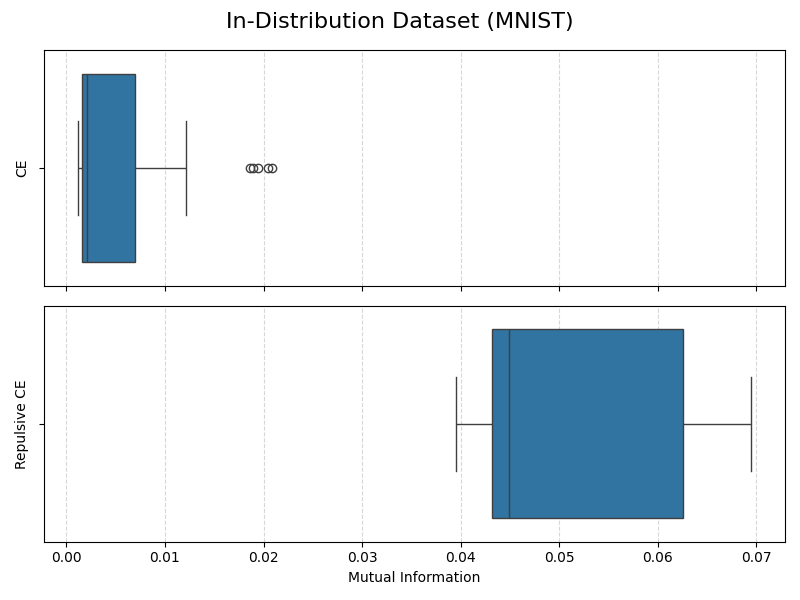 In-Distribution Dataset (MNIST)
CE
Repulsive CE
0.00 0.01 0.02 0.03 0.04 0.05 0.06 0.07
Mutual Information